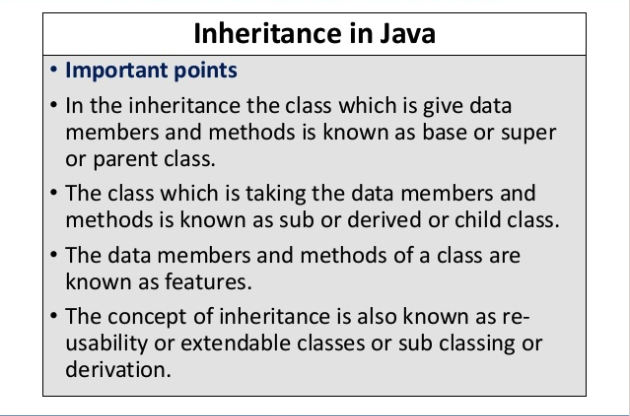 Inheritance in Java
• Important points
• In the inheritance the class which is give data
members and methods is known as base or super
or parent class.
• The class which is taking the data members and
methods is known as sub or derived or child class.
• The data members and methods of a class are
known as features.
• The concept of inheritance is also known as re-
usability or extendable classes or sub classing or
derivation.